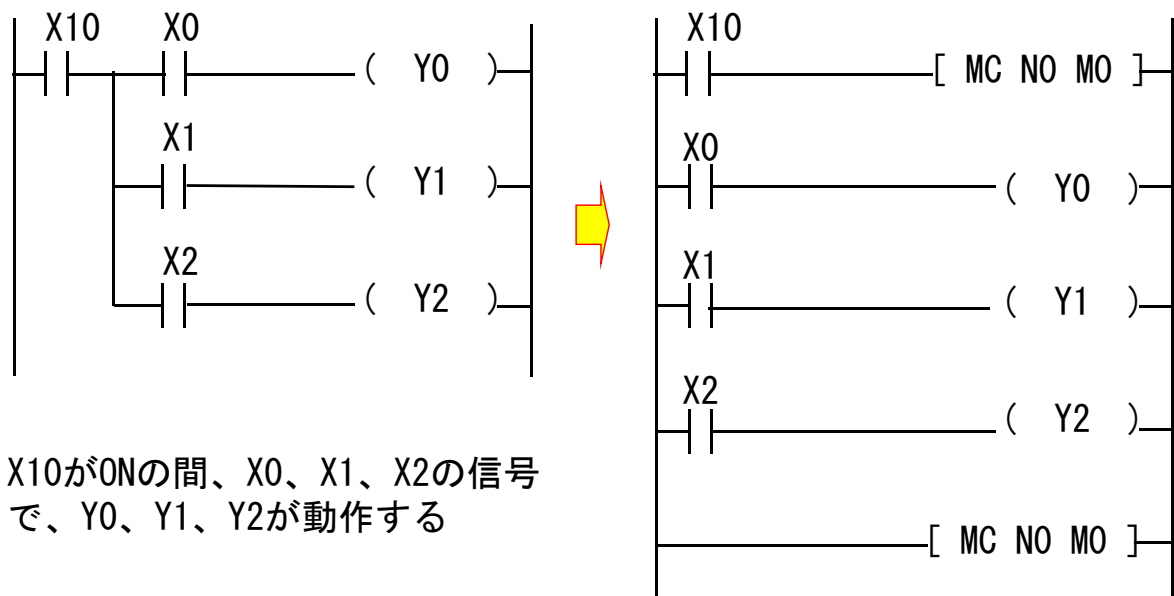 X10 X0
( Y0 )
X1
( Y1 )
X2
( Y2 )
X10がONの間、X0、X1、X2の信号
で、Y0、Y1、Y2が動作する
X10
[ MC N0 M0 ]
X0
( Y0 )
X1
( Y1 )
X2
( Y2 )
[ MC N0 M0 ]